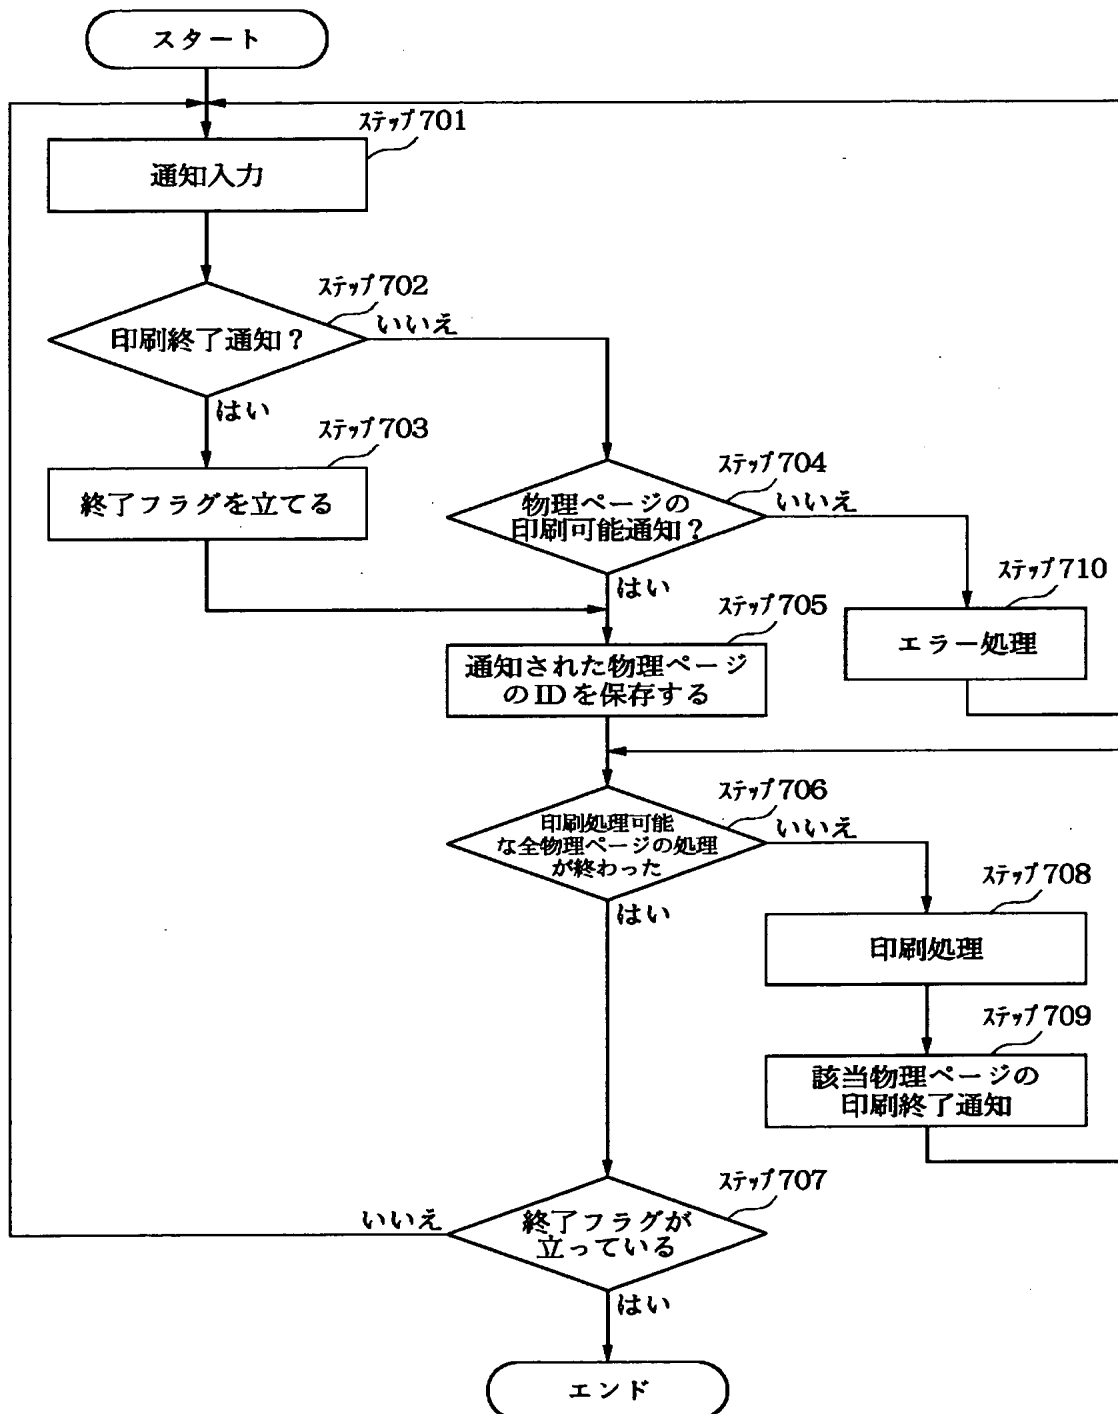 スタート
ステップ701
通知入力
ステップ702
印刷終了通知？
いいえ
はい
ステップ703
終了フラグを立てる
ステップ704
物理ページの
印刷可能通知？
いいえ
はい
ステップ710
エラー処理
ステップ705
通知された物理ページ
のIDを保存する
ステップ706
印刷処理可能
な全物理ページの処理
が終わった
いいえ
はい
ステップ708
印刷処理
ステップ709
該当物理ページの
印刷終了通知
ステップ707
終了フラグが
立っている
いいえ
はい
エンド